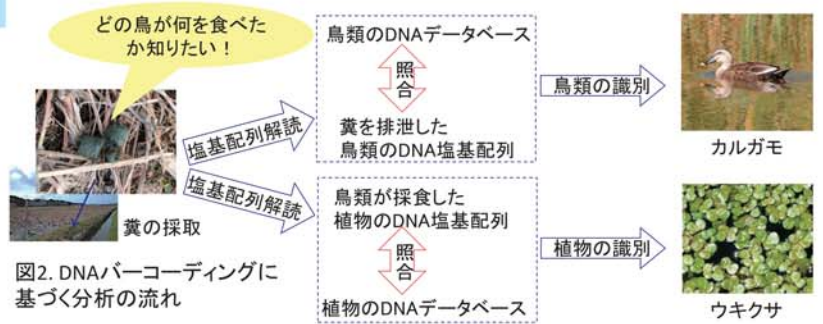 どの鳥が何を食べた
か知りたい！
糞の採取
図2. DNAバーコーディングに
基づく分析の流れ
塩基配列解読
塩基配列解読
鳥類のDNAデータベース
照合
糞を排泄した
鳥類のDNA塩基配列
鳥類が採食した
植物のDNA塩基配列
照合
植物のDNAデータベース
鳥類の識別
カルガモ
植物の識別
ウキクサ